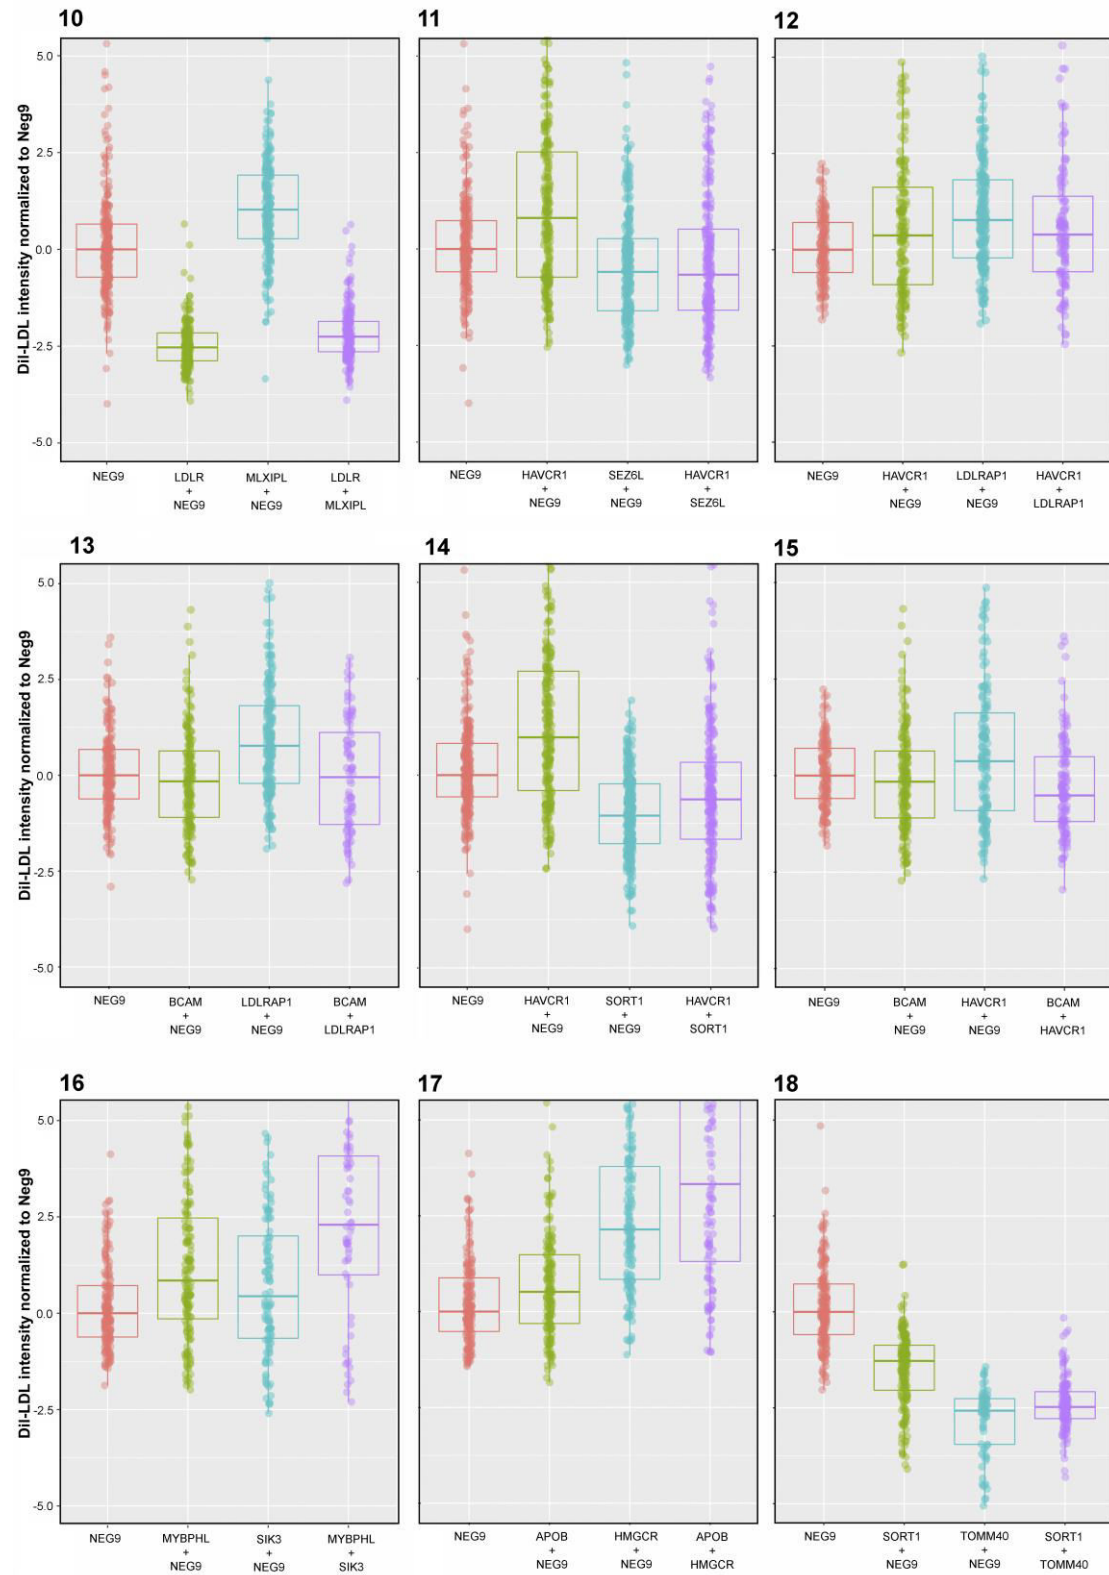 10
11
12
DiI-LDL intensity normalized to Neg9
5.0
2.5
0.0
-2.5
-5.0
NEG9
LDLR
+
NEG9
MLXIPL
+
NEG9
LDLR
+
MLXIPL
NEG9
HAVCR1
+
NEG9
SEZ6L
+
NEG9
HAVCR1
+
SEZ6L
NEG9
HAVCR1
+
NEG9
LDLRAP1
+
NEG9
HAVCR1
+
LDLRAP1
13
14
15
DiI-LDL intensity normalized to Neg9
5.0
2.5
0.0
-2.5
-5.0
NEG9
BCAM
+
NEG9
LDLRAP1
+
NEG9
BCAM
+
LDLRAP1
NEG9
HAVCR1
+
NEG9
SORT1
+
NEG9
HAVCR1
+
SORT1
NEG9
BCAM
+
NEG9
HAVCR1
+
NEG9
BCAM
+
HAVCR1
16
17
18
DiI-LDL intensity normalized to Neg9
5.0
2.5
0.0
-2.5
-5.0
NEG9
MYBPHL
+
NEG9
SIK3
+
NEG9
MYBPHL
+
SIK3
NEG9
APOB
+
NEG9
HMGCR
+
NEG9
APOB
+
HMGCR
NEG9
SORT1
+
NEG9
TOMM40
+
NEG9
SORT1
+
TOMM40